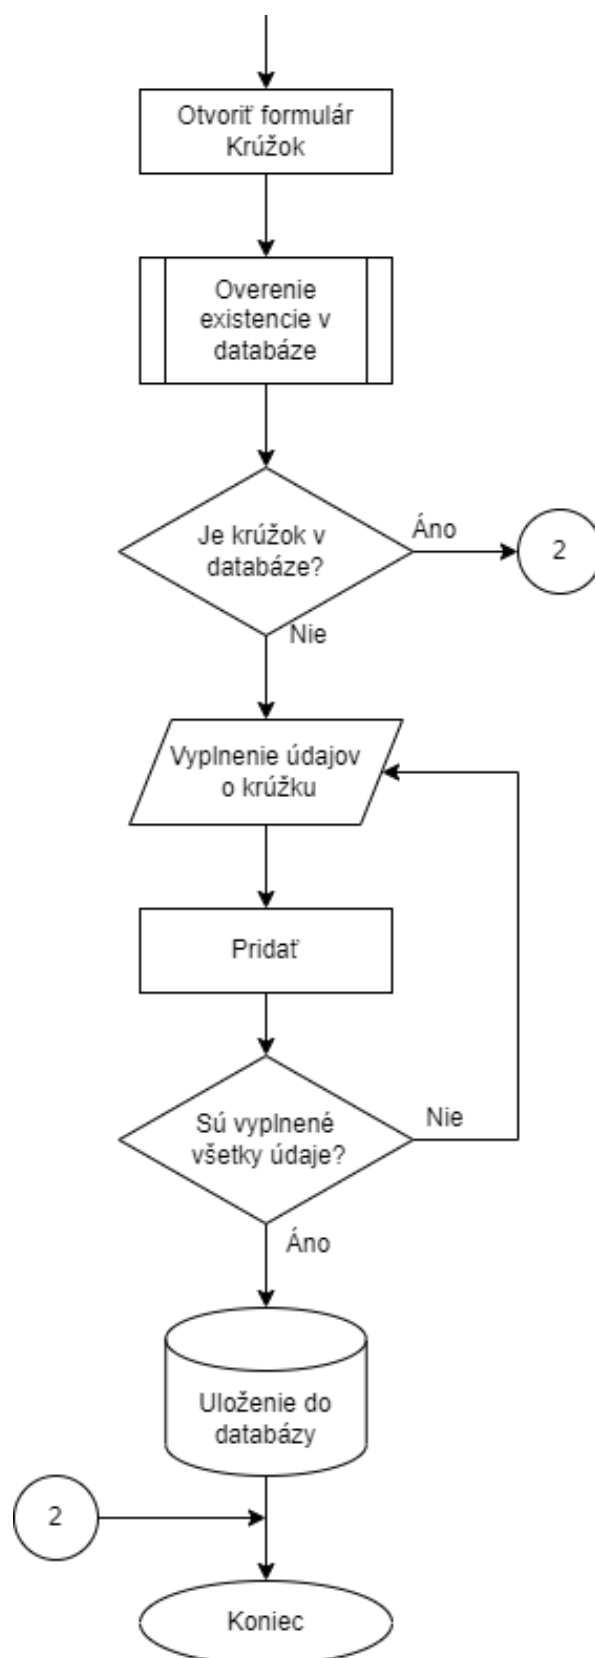 Otvoriť formulár
Krúžok
Overenie
existencie v
databáze
Je krúžok v
databáze?
Áno
2
Nie
Vyplnenie údajov
o krúžku
Pridať
Sú vyplnené
všetky údaje?
Nie
Áno
Uloženie do
databázy
2
Koniec